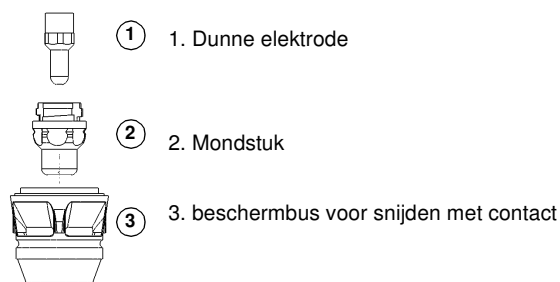 1 1. Dunne elektrode
2 2. Mondstuk
3 3. beschermbus voor snijden met contact